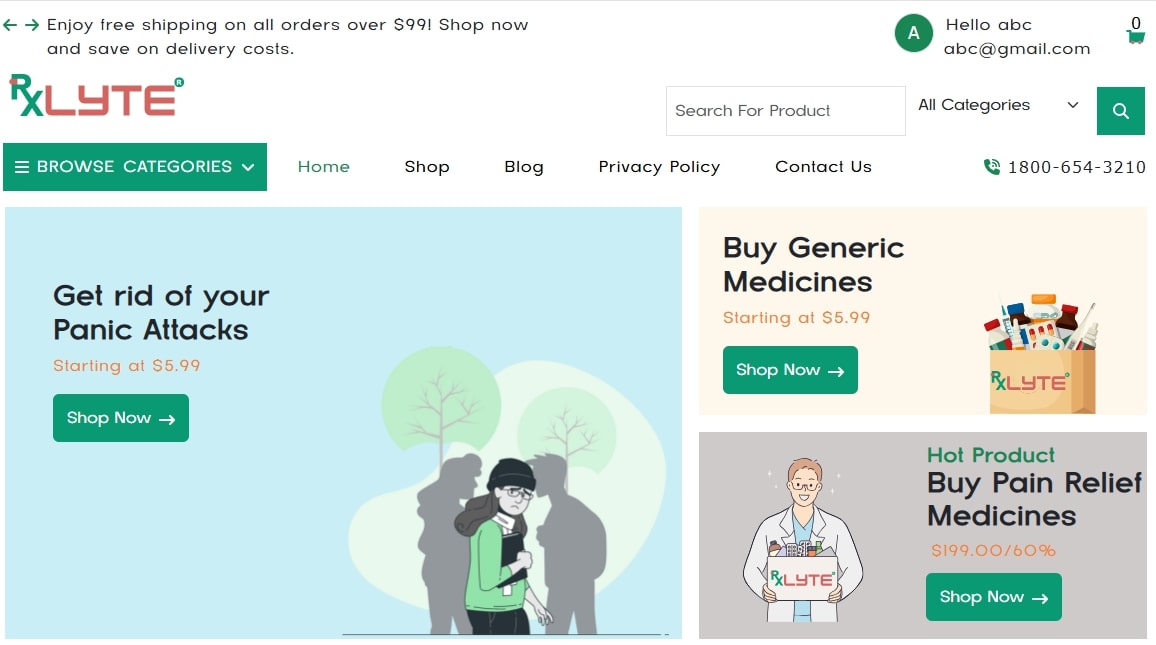 Enjoy free shipping on all orders over $99! Shop now
and save on delivery costs.
A
Hello abc
abc@gmail.com
0
RxLYTE R
Search For Product
All Categories
BROWSE CATEGORIES
Home
Shop
Blog
Privacy Policy
Contact Us
1800-654-3210
Get rid of your
Panic Attacks
Starting at $5.99
Shop Now
Buy Generic
Medicines
Starting at $5.99
Shop Now
RxLYTE
Hot Product
Buy Pain Relief
Medicines
$199.00/60%
Shop Now
RxLYTE